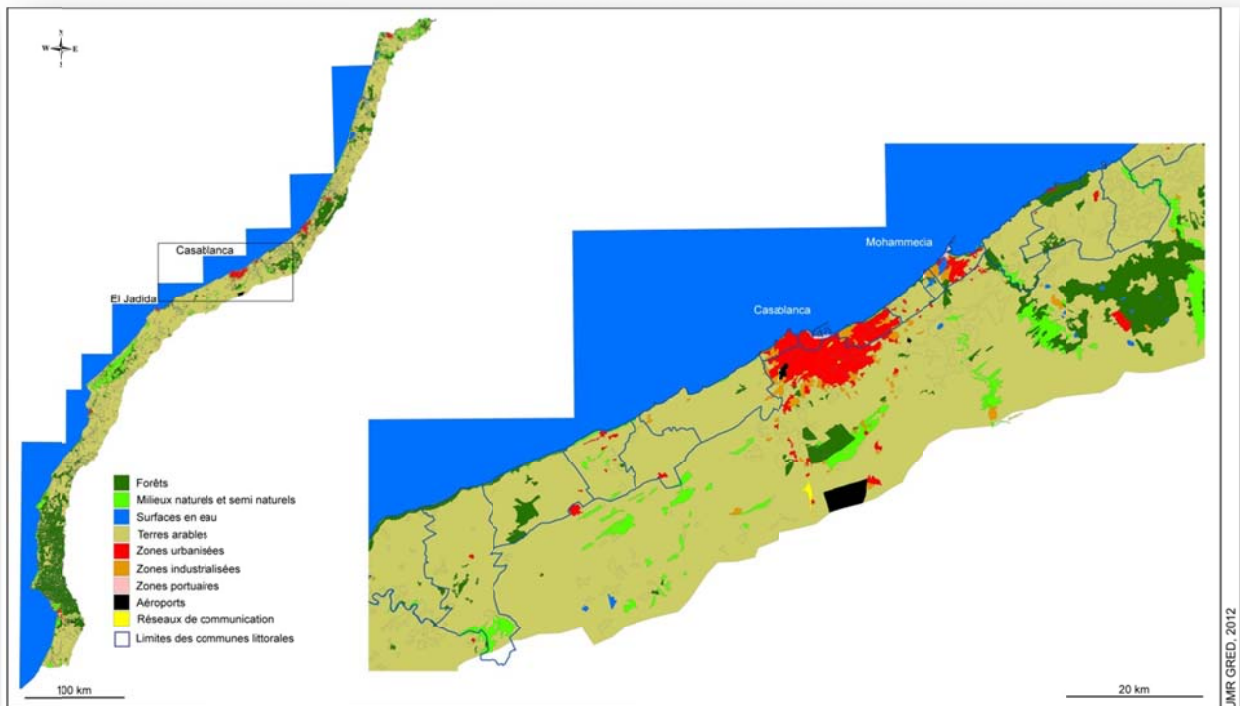 N
W E
Casablanca
El Jadida
Mohammedia
Casablanca
Forêts
Milieux naturels et semi naturels
Surfaces en eau
Terres arables
Zones urbanisées
Zones industrialisées
Zones portuaires
Aéroports
Réseaux de communication
Limites des communes littorales
100 km
20 km
UMR GRED, 2012